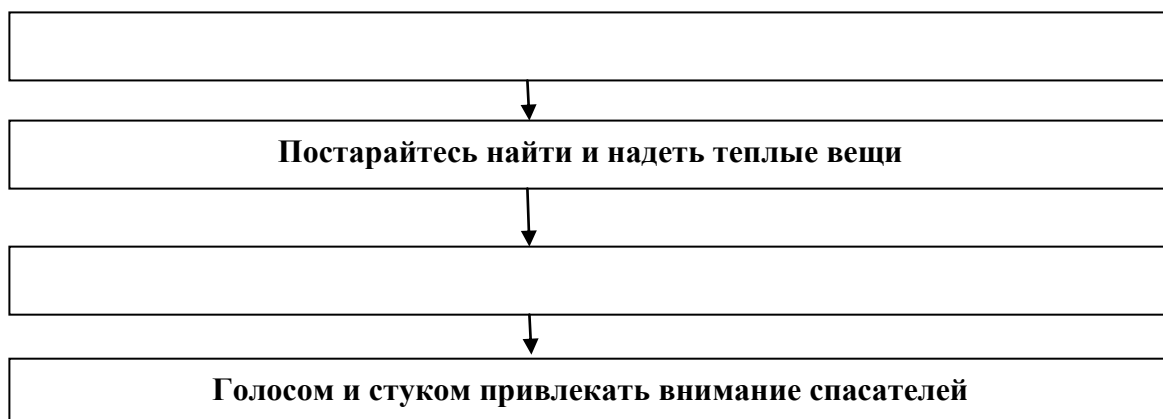 Постарайтесь найти и надеть теплые вещи
Голосом и стуком привлекать внимание спасателей